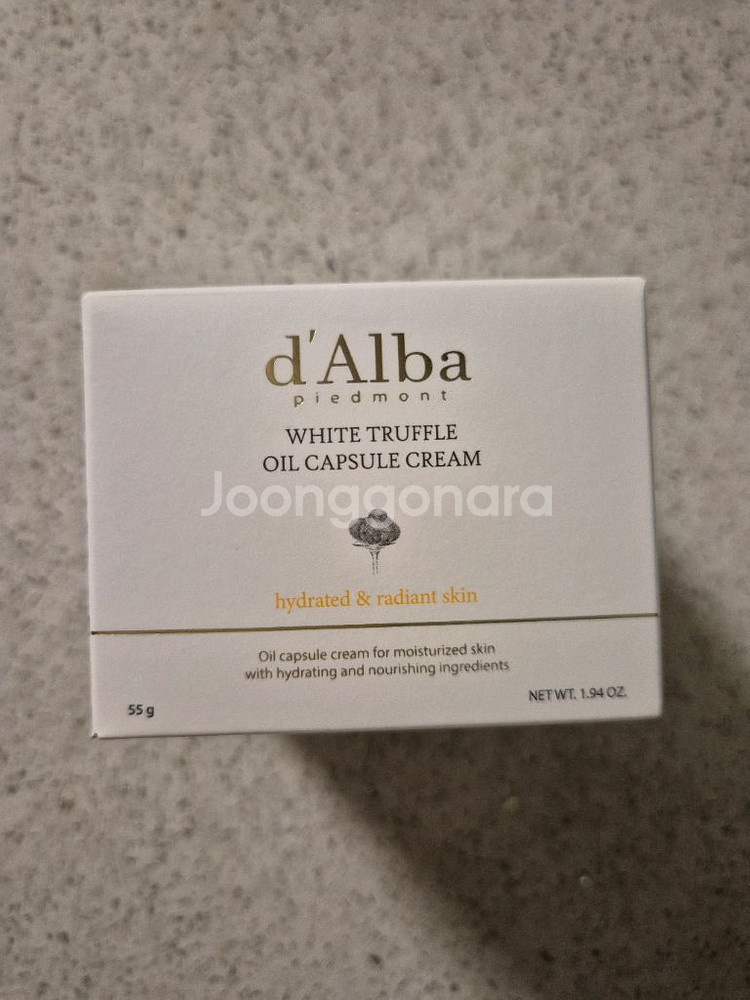 d'Alba
piedmont
WHITE TRUFFLE
OIL CAPSULE CREAM
Joonggonara
hydrated & radiant skin
Oil capsule cream for moisturized skin
with hydrating and nourishing ingredients
55 g
NET WT. 1.94 OZ.